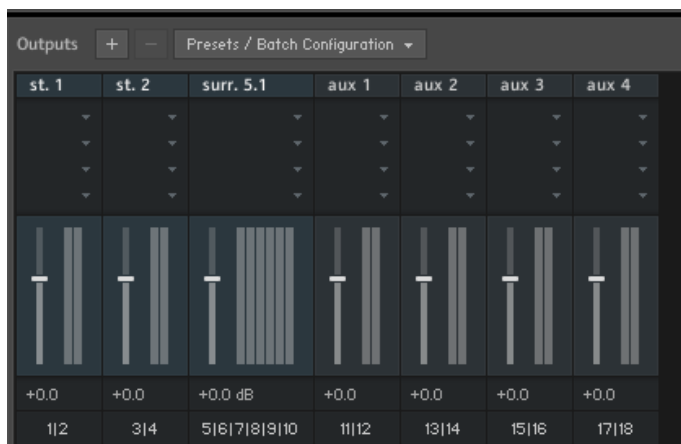 Outputs + − Presets / Batch Configuration
st. 1 st. 2 surr. 5.1 aux 1 aux 2 aux 3 aux 4
+0.0 +0.0 +0.0 dB +0.0 +0.0 +0.0 +0.0
1|2 3|4 5|6|7|8|9|10 11|12 13|14 15|16 17|18